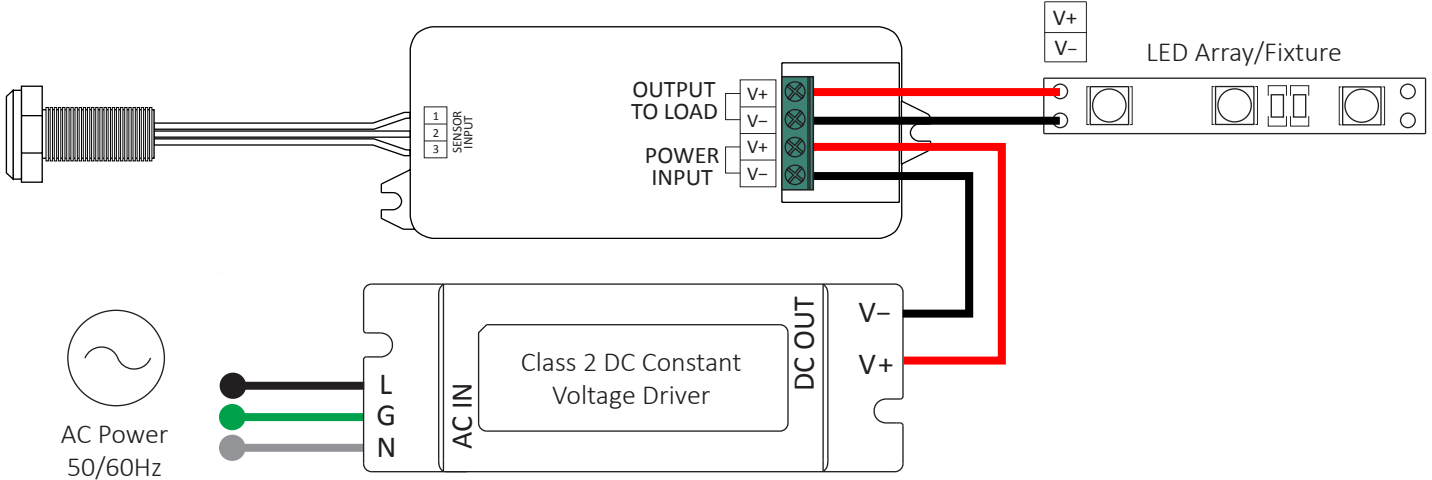 V+
V−
LED Array/Fixture
OUTPUT
TO LOAD
V+
V−
POWER
INPUT
V+
V−
1
2
3
SENSOR
INPUT
AC Power
50/60Hz
L
G
N
AC IN
Class 2 DC Constant
Voltage Driver
DC OUT
V−
V+